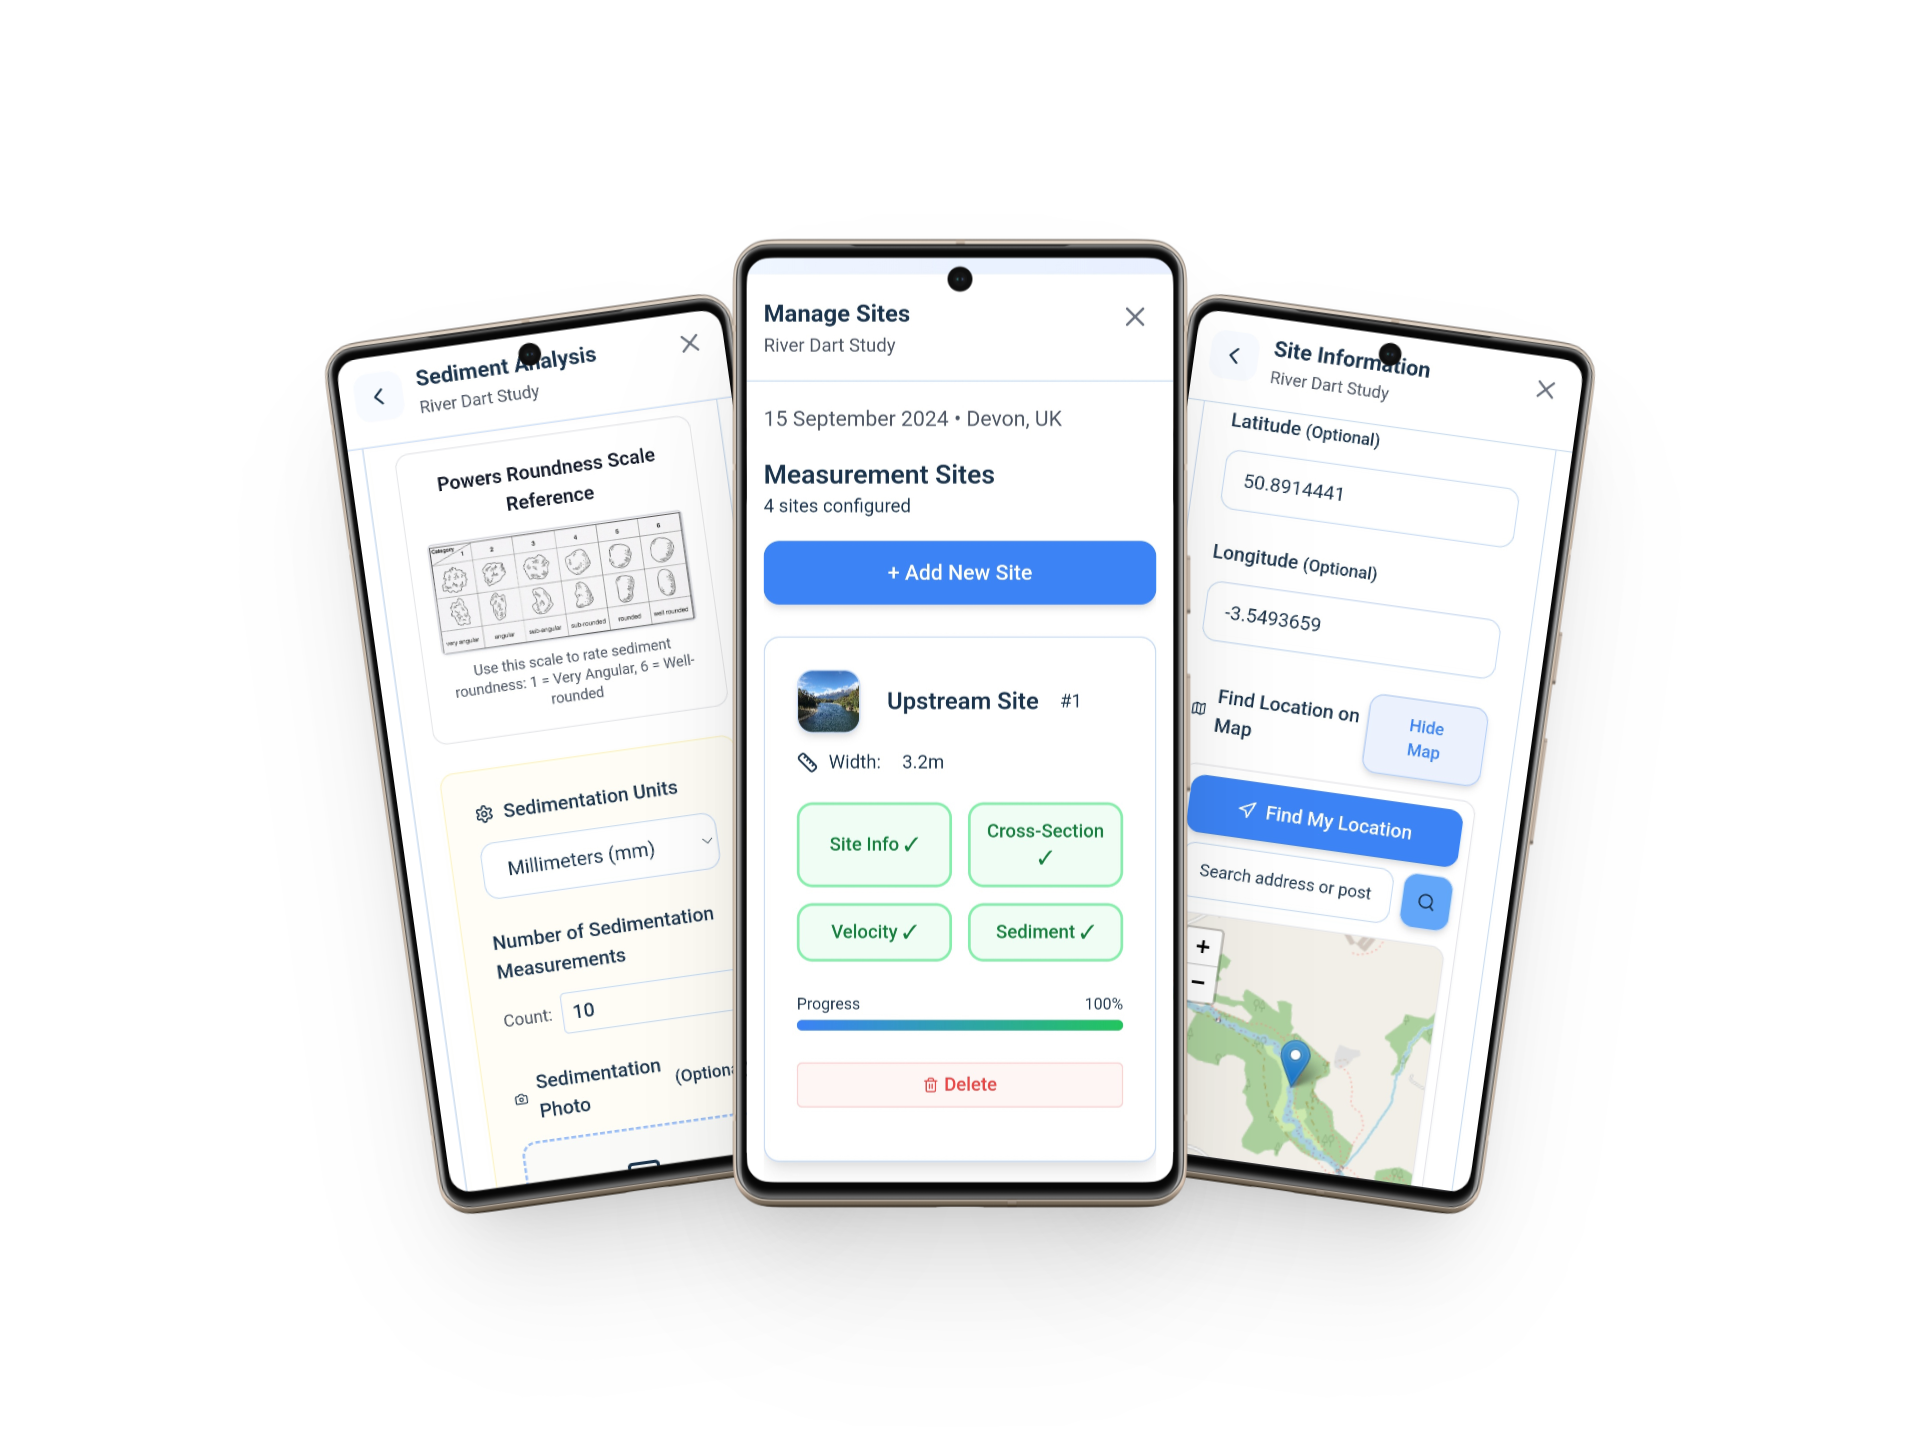 Sediment Analysis
River Dart Study
Powers Roundness Scale
Reference
Category 1 2 3 4 5 6
very angular angular sub-angular sub-rounded rounded well rounded
Use this scale to rate sediment
roundness: 1 = Very Angular, 6 = Well-
rounded
Sedimentation Units
Millimeters (mm)
Number of Sedimentation
Measurements
Count: 10
Sedimentation
Photo
(Optiona
Manage Sites
River Dart Study
15 September 2024 • Devon, UK
Measurement Sites
4 sites configured
+ Add New Site
Upstream Site #1
Width: 3.2m
Site Info ✓
Cross-Section
✓
Velocity ✓
Sediment ✓
Progress 100%
Delete
Site Information
River Dart Study
Latitude (Optional)
50.8914441
Longitude (Optional)
-3.5493659
Find Location on
Map
Hide
Map
Find My Location
Search address or post
+
−